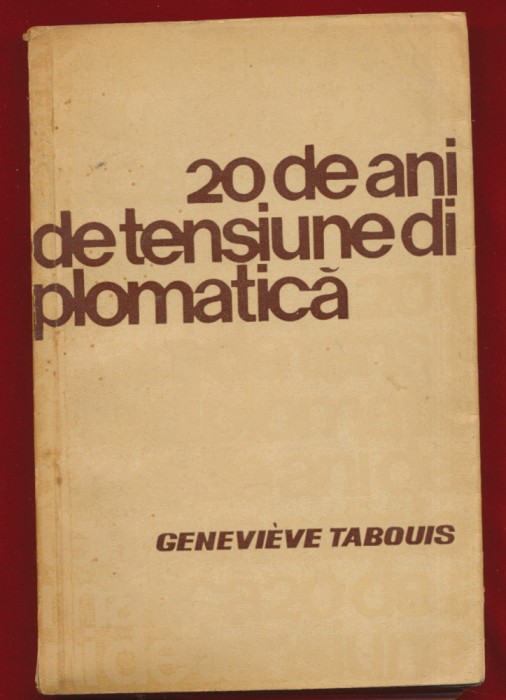 20 de ani
de tensiune di
plomatică
GENEVIÈVE TABOUIS